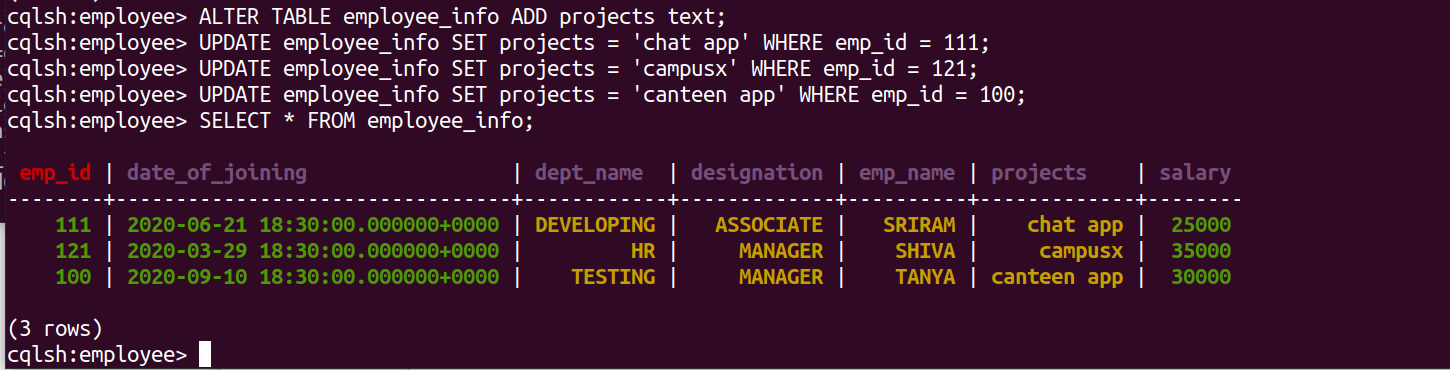 cqlsh:employee> ALTER TABLE employee_info ADD projects text;
cqlsh:employee> UPDATE employee_info SET projects = 'chat app' WHERE emp_id = 111;
cqlsh:employee> UPDATE employee_info SET projects = 'campusx' WHERE emp_id = 121;
cqlsh:employee> UPDATE employee_info SET projects = 'canteen app' WHERE emp_id = 100;
cqlsh:employee> SELECT * FROM employee_info;
emp_id | date_of_joining | dept_name | designation | emp_name | projects | salary
--------+---------------------------------+------------+-------------+----------+-------------+--------
111 | 2020-06-21 18:30:00.000000+0000 | DEVELOPING | ASSOCIATE | SRIRAM | chat app | 25000
121 | 2020-03-29 18:30:00.000000+0000 | HR | MANAGER | SHIVA | campusx | 35000
100 | 2020-09-10 18:30:00.000000+0000 | TESTING | MANAGER | TANYA | canteen app | 30000
(3 rows)
cqlsh:employee>